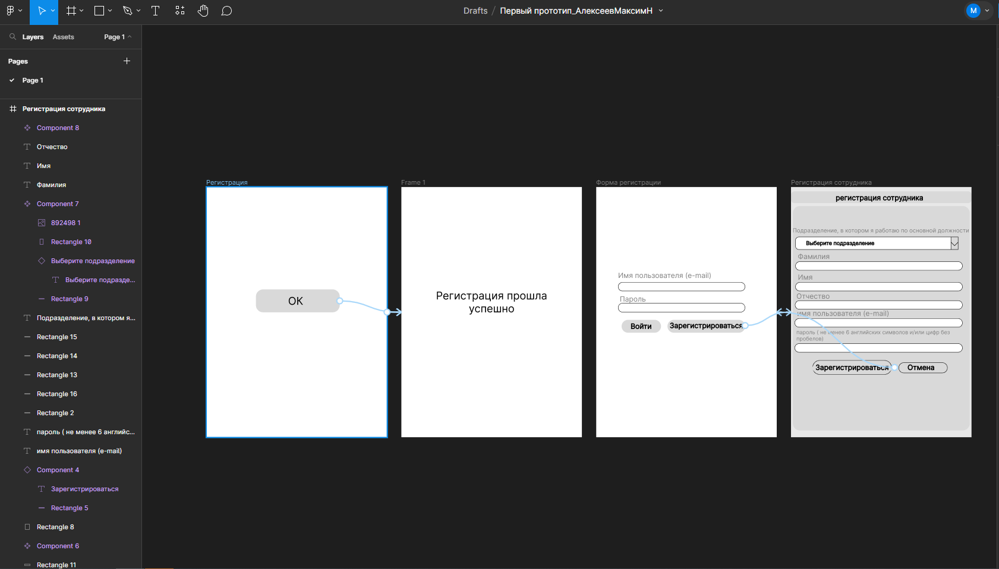 Drafts / Первый прототип_АлексеевМаксимН
M
Layers
Assets
Page 1
Pages
Page 1
Регистрация сотрудника
Component 8
Отчество
Имя
Фамилия
Component 7
892498 1
Rectangle 10
Выберите подразделение
Выберите подразде...
Rectangle 9
Подразделение, в котором я...
Rectangle 15
Rectangle 14
Rectangle 13
Rectangle 16
Rectangle 2
пароль ( не менее 6 английс...
имя пользователя (e-mail)
Component 4
Зарегистрироваться
Rectangle 5
Rectangle 8
Component 6
Rectangle 11
Регистрация
ОК
Frame 1
Регистрация прошла
успешно
Форма регистрации
Имя пользователя (e-mail)
Пароль
Войти
Зарегистрироваться
Регистрация сотрудника
регистрация сотрудника
Подразделение, в котором я работаю по основной должности
Выберите подразделение
Фамилия
Имя
Отчество
имя пользователя (e-mail)
пароль ( не менее 6 английских символов и/или цифр без
пробелов)
Зарегистрироваться
Отмена